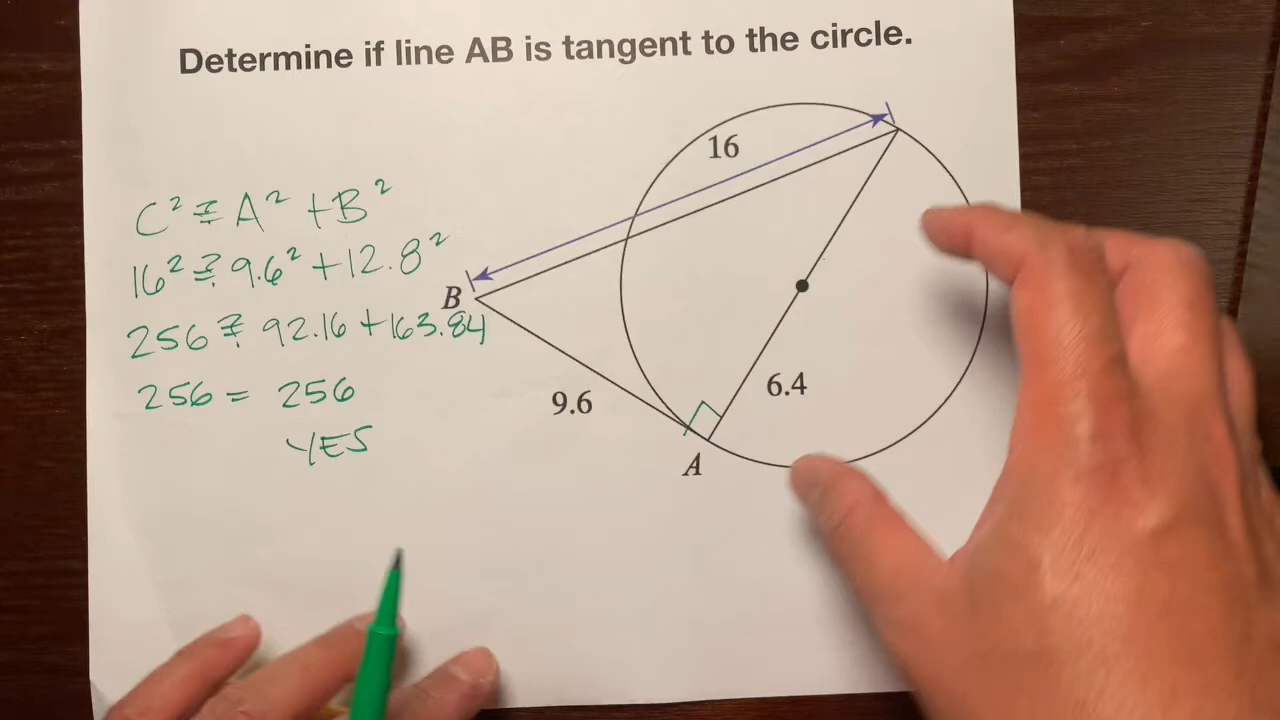 Determine if line AB is tangent to the circle.
16
C² ≟ A² + B²
16² ≟ 9.6² + 12.8²
B
256 ≟ 92.16 + 163.84
256 = 256
6.4
9.6
YES
A